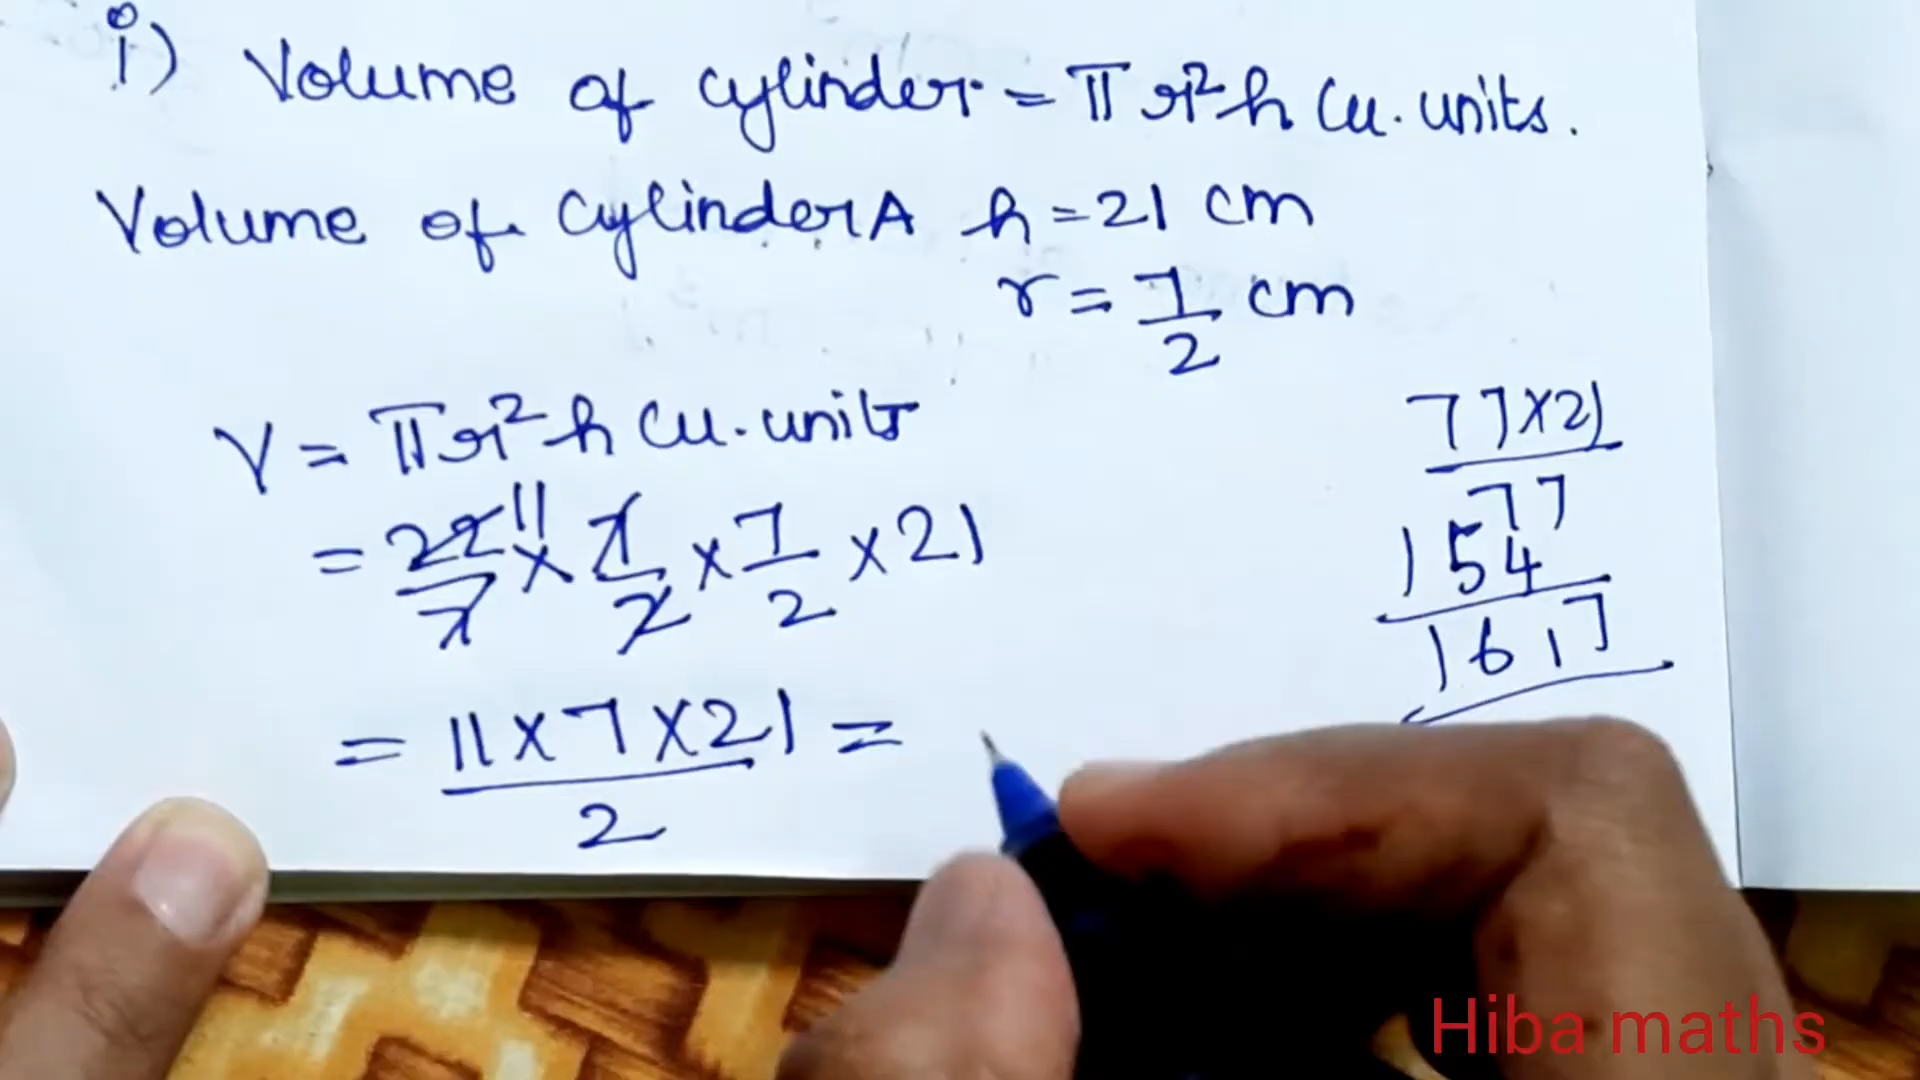 i) Volume of cylinder = πr²h Cu. units.
Volume of Cylinder A h = 21 cm
r = 7/2 cm
V = πr²h Cu. units
= 22/7 11 × 7/2 × 7/2 × 21
= 11 × 7 × 21 / 2 =
77 × 21
77
154
1617
Hiba maths